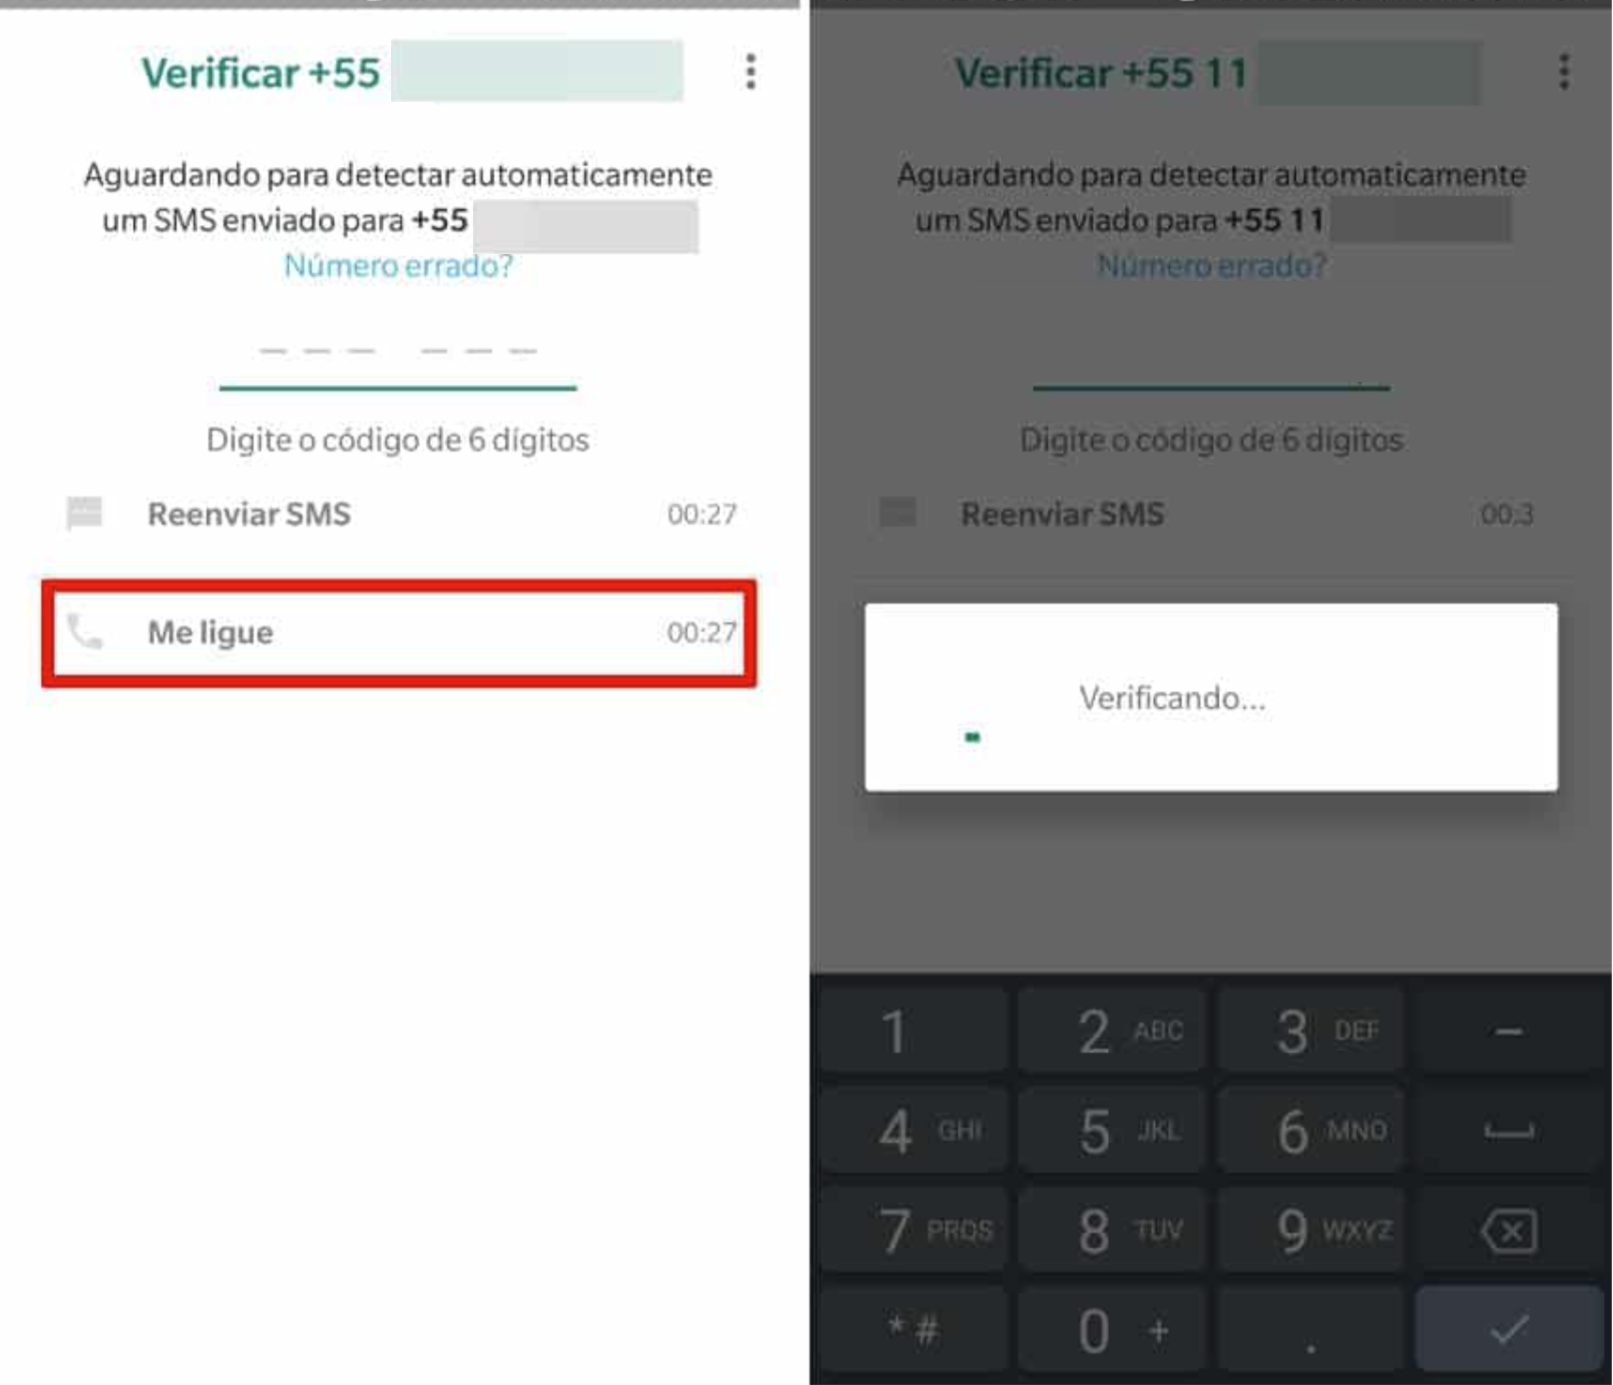 Verificar +55
Aguardando para detectar automaticamente
um SMS enviado para +55
Número errado?
Digite o código de 6 dígitos
Reenviar SMS 00:27
Me ligue 00:27
Verificar +55 11
Aguardando para detectar automaticamente
um SMS enviado para +55 11
Número errado?
Digite o código de 6 dígitos
Reenviar SMS 00:3
Verificando...
1 2 ABC 3 DEF –
4 GHI 5 JKL 6 MNO
7 PRQS 8 TUV 9 WXYZ
* # 0 + .